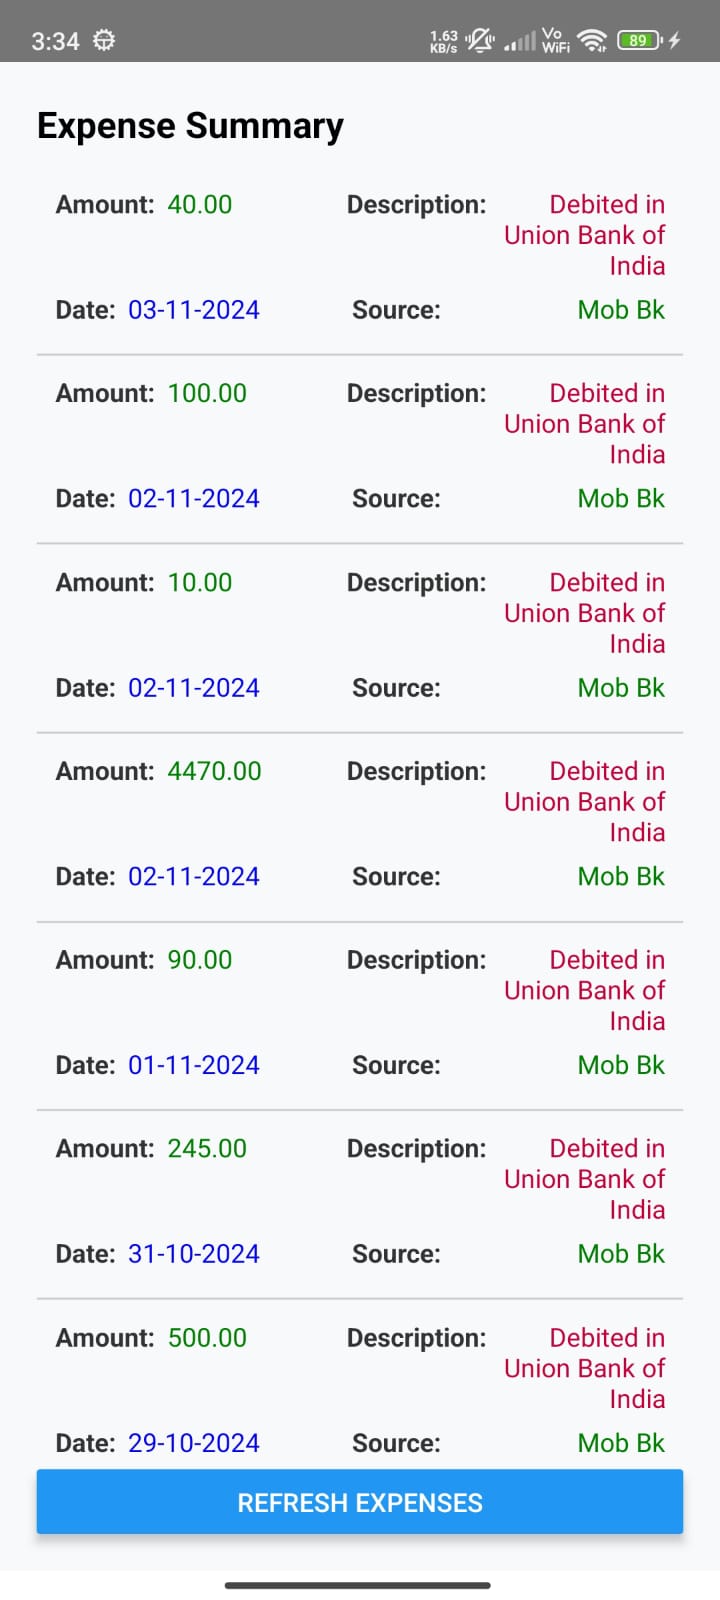 3:34 1.63 KB/s Vo WiFi 89
Expense Summary
Amount: 40.00 Description: Debited in
Union Bank of
India
Date: 03-11-2024 Source: Mob Bk
Amount: 100.00 Description: Debited in
Union Bank of
India
Date: 02-11-2024 Source: Mob Bk
Amount: 10.00 Description: Debited in
Union Bank of
India
Date: 02-11-2024 Source: Mob Bk
Amount: 4470.00 Description: Debited in
Union Bank of
India
Date: 02-11-2024 Source: Mob Bk
Amount: 90.00 Description: Debited in
Union Bank of
India
Date: 01-11-2024 Source: Mob Bk
Amount: 245.00 Description: Debited in
Union Bank of
India
Date: 31-10-2024 Source: Mob Bk
Amount: 500.00 Description: Debited in
Union Bank of
India
Date: 29-10-2024 Source: Mob Bk
REFRESH EXPENSES